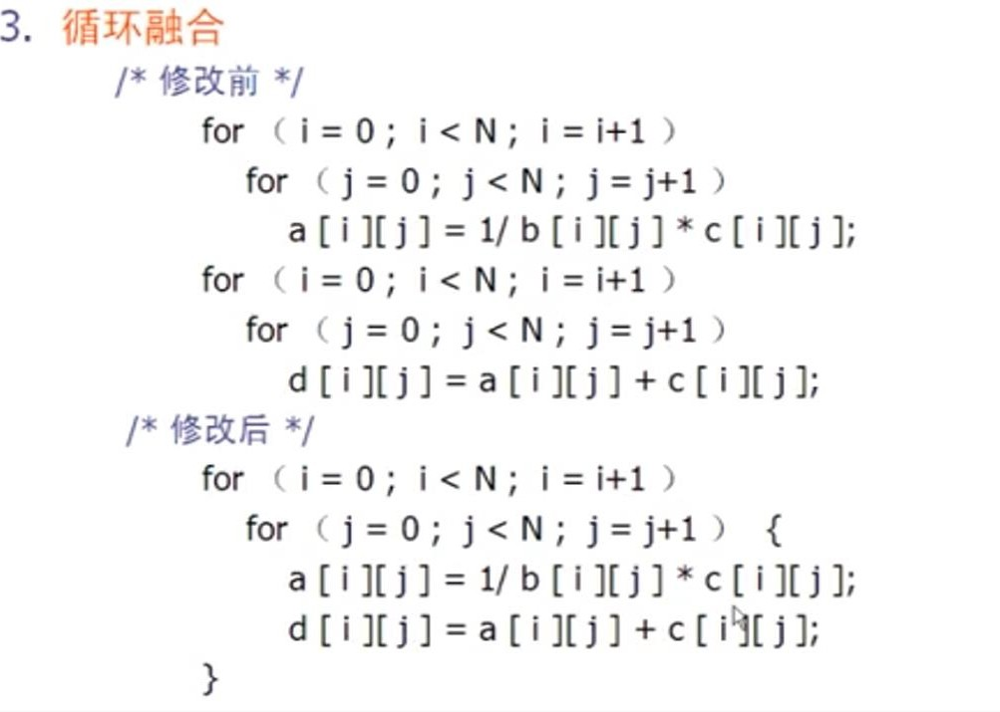 3. 循环融合
/* 修改前 */
for （ i = 0 ; i < N ; i = i+1 ）
for （ j = 0 ; j < N ; j = j+1 ）
a [ i ][ j ] = 1/ b [ i ][ j ] * c [ i ][ j ];
for （ i = 0 ; i < N ; i = i+1 ）
for （ j = 0 ; j < N ; j = j+1 ）
d [ i ][ j ] = a [ i ][ j ] + c [ i ][ j ];
/* 修改后 */
for （ i = 0 ; i < N ; i = i+1 ）
for （ j = 0 ; j < N ; j = j+1 ） {
a [ i ][ j ] = 1/ b [ i ][ j ] * c [ i ][ j ];
d [ i ][ j ] = a [ i ][ j ] + c [ i ][ j ];
}